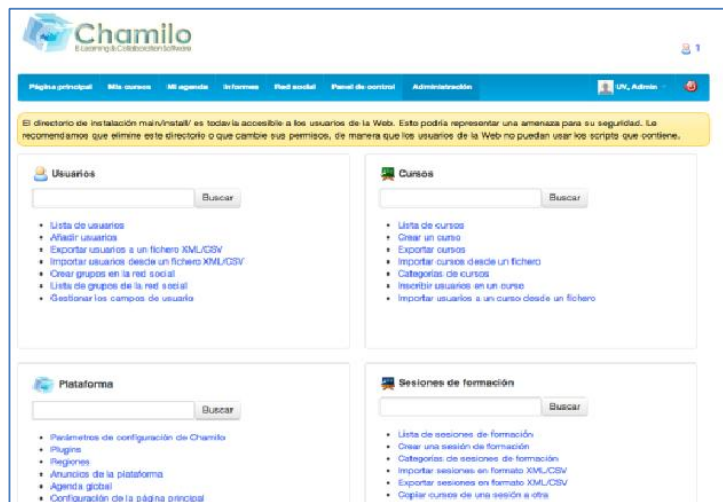 Chamilo
E-Learning & Collaboration Software
1
Página principal Mis cursos Mi agenda Informes Red social Panel de control Administración UV, Admin
El directorio de instalación main/install/ es todavía accesible a los usuarios de la Web. Esto podría representar una amenaza para su seguridad. Le
recomendamos que elimine este directorio o que cambie sus permisos, de manera que los usuarios de la Web no puedan usar los scripts que contiene.
Usuarios
Buscar
Lista de usuarios
Añadir usuarios
Exportar usuarios a un fichero XML/CSV
Importar usuarios desde un fichero XML/CSV
Crear grupos en la red social
Lista de grupos de la red social
Gestionar los campos de usuario
Cursos
Buscar
Lista de cursos
Crear un curso
Exportar cursos
Importar cursos desde un fichero
Categorías de cursos
Inscribir usuarios en un curso
Importar usuarios a un curso desde un fichero
Plataforma
Buscar
Parámetros de configuración de Chamilo
Plugins
Regiones
Anuncios de la plataforma
Agenda global
Configuración de la página principal
Sesiones de formación
Buscar
Lista de sesiones de formación
Crear una sesión de formación
Categorías de sesiones de formación
Importar sesiones en formato XML/CSV
Exportar sesiones en formato XML/CSV
Copiar cursos de una sesión a otra